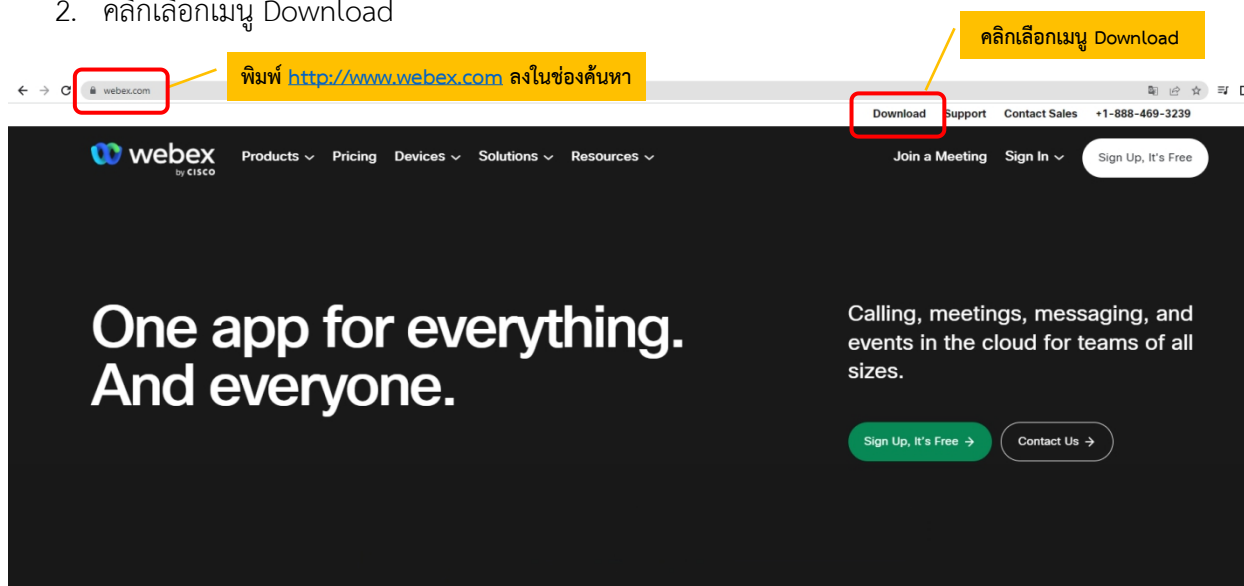 2. คลิกเลือกเมนู Download
คลิกเลือกเมนู Download
พิมพ์ http://www.webex.com ลงในช่องค้นหา
webex.com
Download Support Contact Sales +1-888-469-3239
webex by CISCO Products Pricing Devices Solutions Resources Join a Meeting Sign In Sign Up, It's Free
One app for everything.
And everyone.
Calling, meetings, messaging, and
events in the cloud for teams of all
sizes.
Sign Up, It's Free → Contact Us →